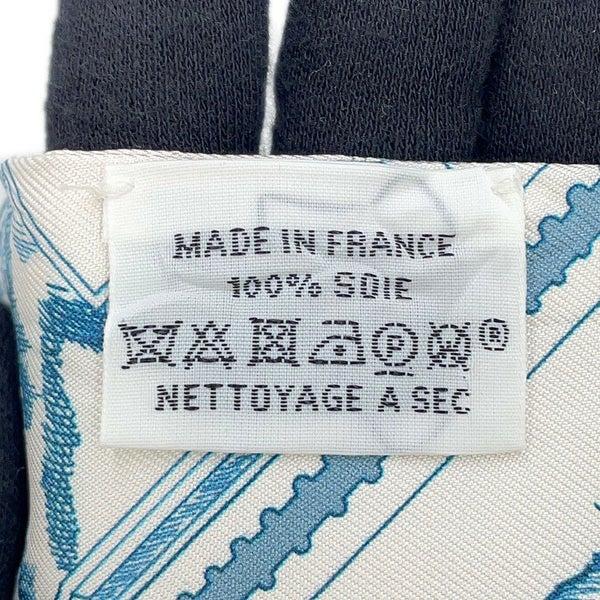 MADE IN FRANCE
100% SOIE
P ®
NETTOYAGE A SEC